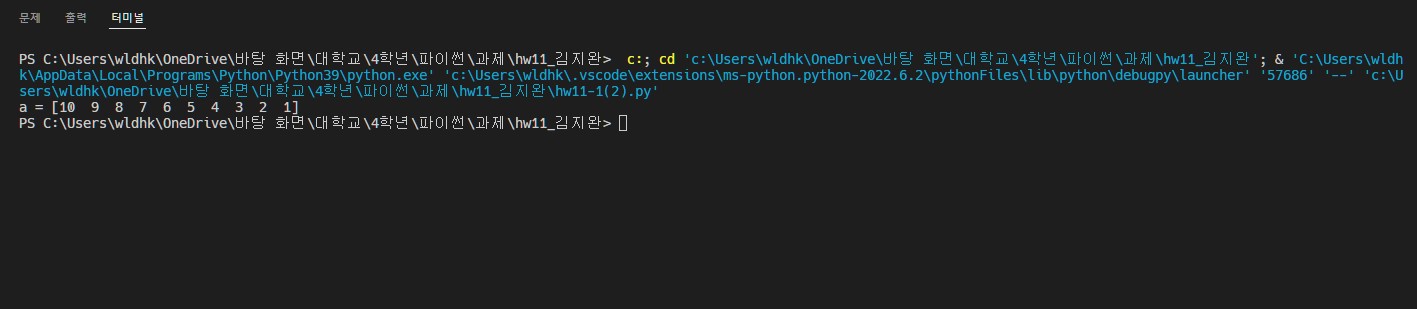 문제 출력 터미널
PS C:\Users\wldhk\OneDrive\바탕 화면\대학교\4학년\파이썬\과제\hw11_김지완>  c:; cd 'c:\Users\wldhk\OneDrive\바탕 화면\대학교\4학년\파이썬\과제\hw11_김지완'; & 'C:\Users\wldh
k\AppData\Local\Programs\Python\Python39\python.exe' 'c:\Users\wldhk\.vscode\extensions\ms-python.python-2022.6.2\pythonFiles\lib\python\debugpy\launcher' '57686' '--' 'c:\U
sers\wldhk\OneDrive\바탕 화면\대학교\4학년\파이썬\과제\hw11_김지완\hw11-1(2).py'
a = [10  9  8  7  6  5  4  3  2  1]
PS C:\Users\wldhk\OneDrive\바탕 화면\대학교\4학년\파이썬\과제\hw11_김지완>